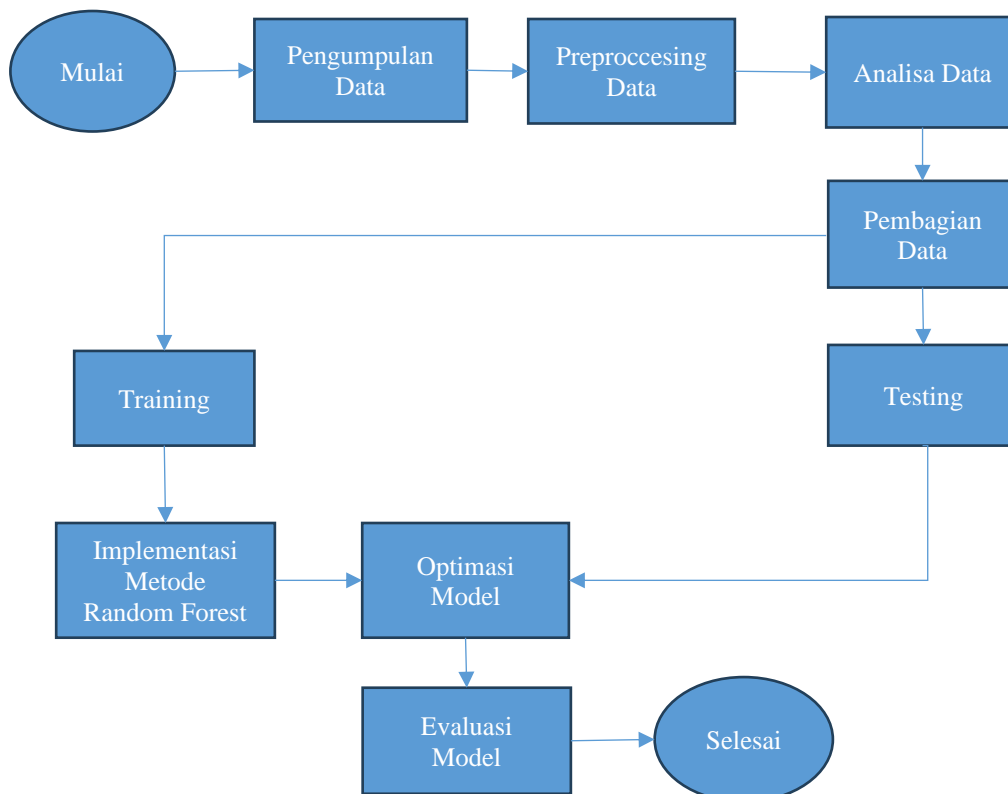 Mulai
Pengumpulan
Data
Preproccesing
Data
Analisa Data
Pembagian
Data
Training
Testing
Implementasi
Metode
Random Forest
Optimasi
Model
Evaluasi
Model
Selesai